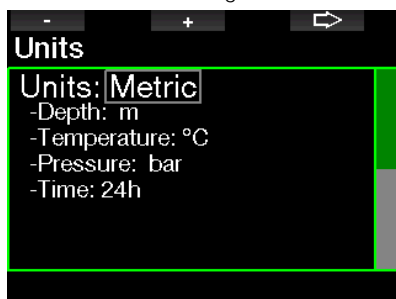 - +
Units
Units: Metric
-Depth: m
-Temperature: °C
-Pressure: bar
-Time: 24h